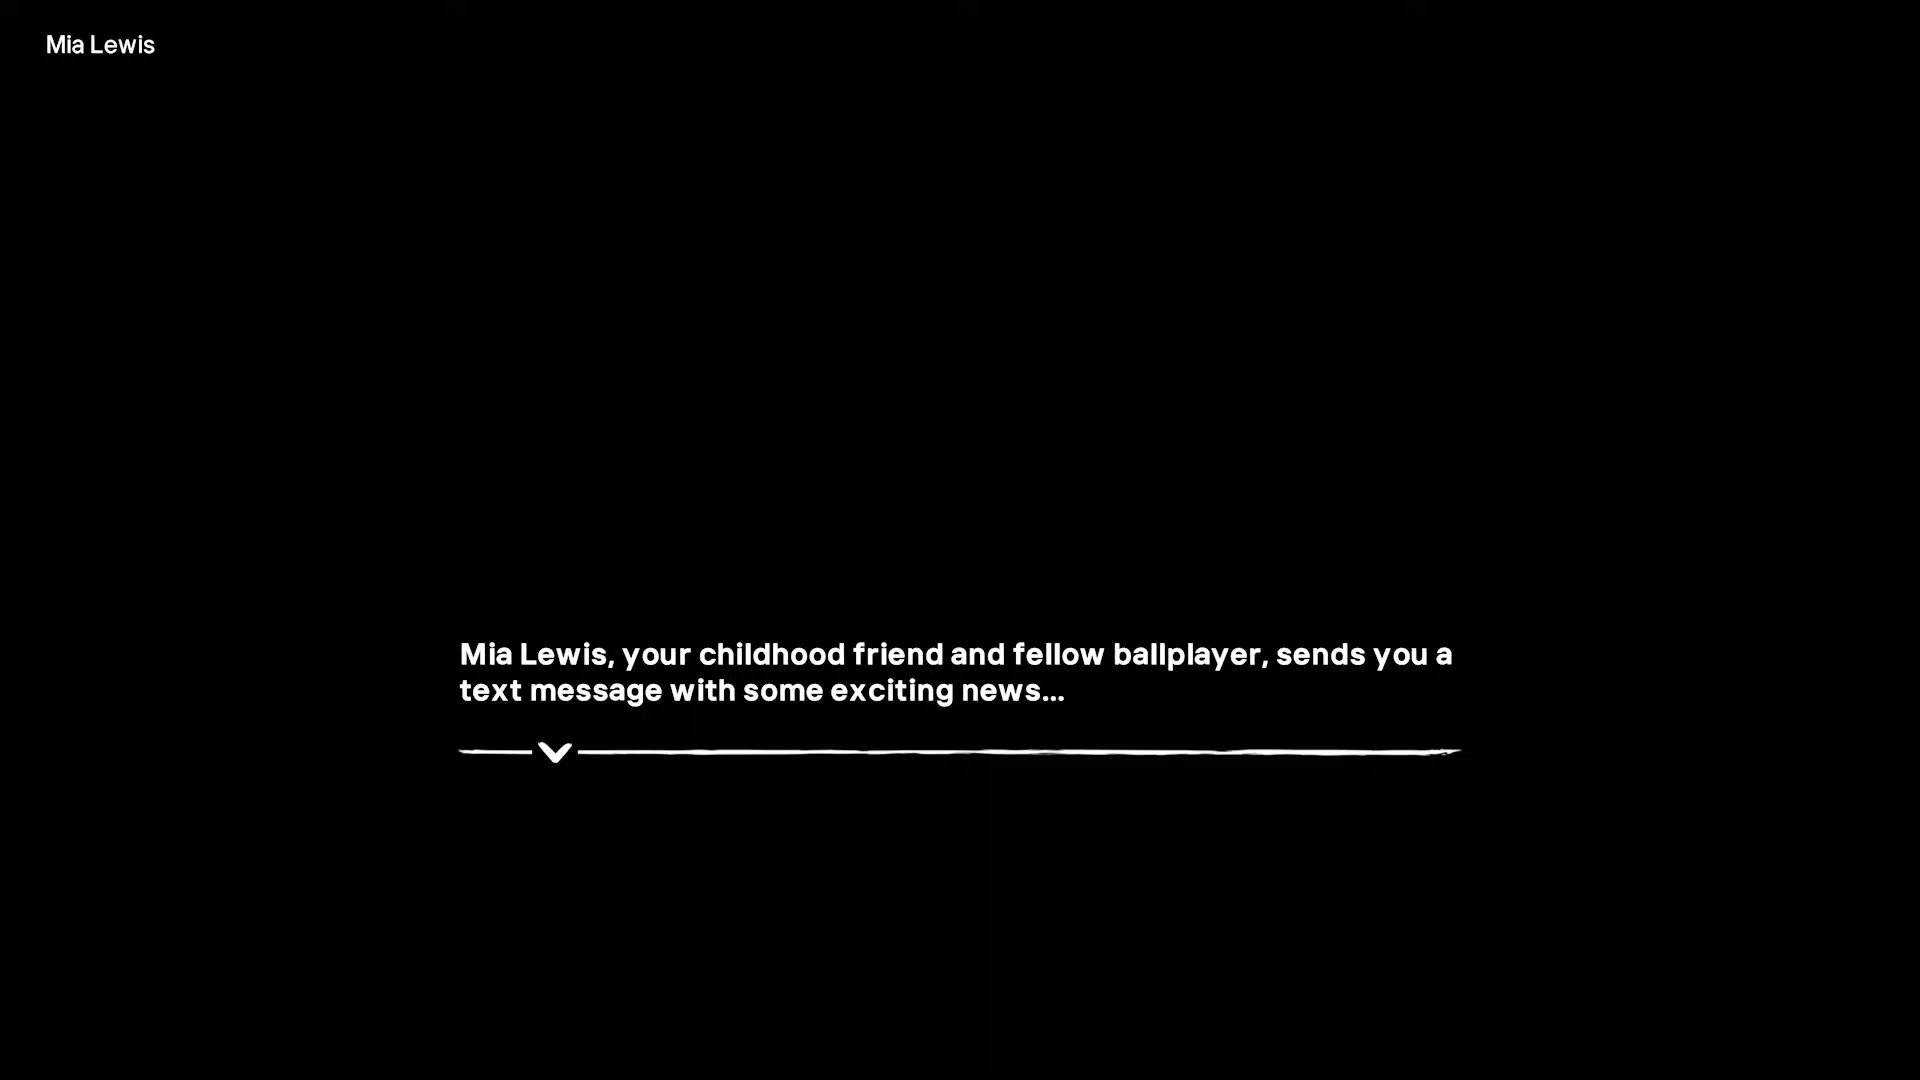 Mia Lewis
Mia Lewis, your childhood friend and fellow ballplayer, sends you a
text message with some exciting news...